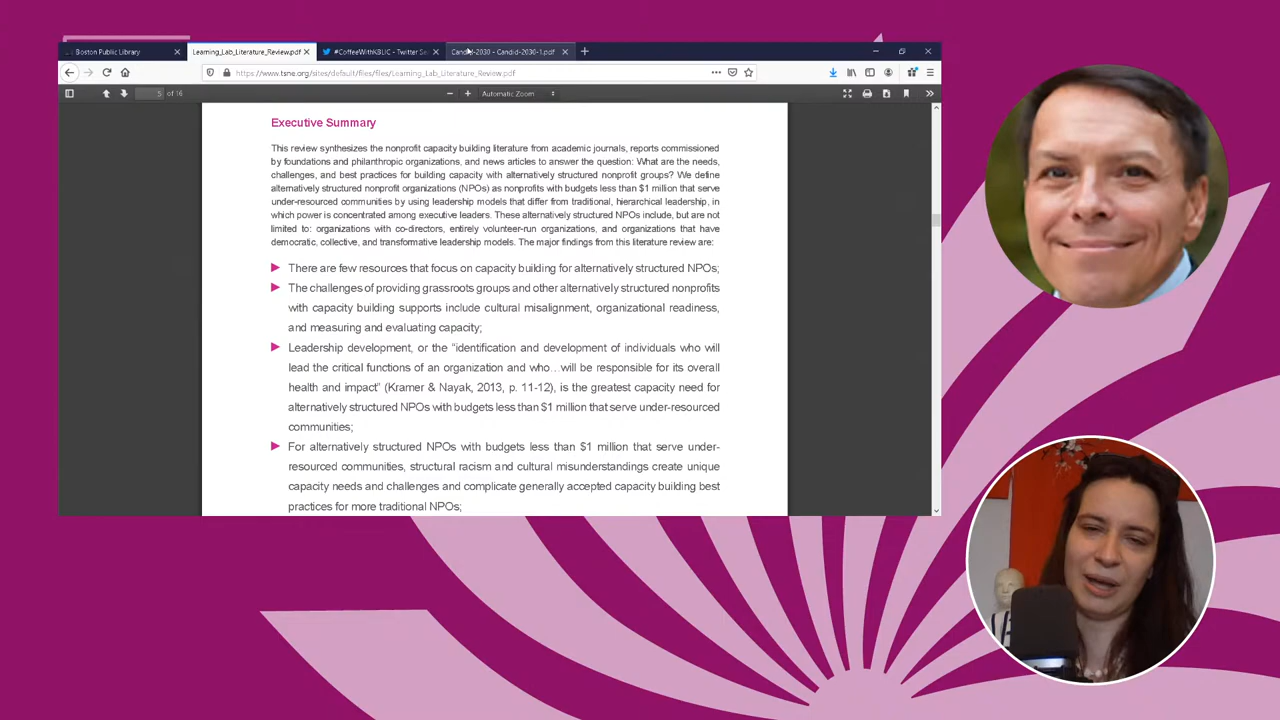 Boston Public Library
Learning_Lab_Literature_Review.pdf
#CoffeeWithKBLIC - Twitter Se
Candid-2030 - Candid-2030-1.pdf
https://www.tsne.org/sites/default/files/files/Learning_Lab_Literature_Review.pdf
5 of 16
Automatic Zoom
Executive Summary
This review synthesizes the nonprofit capacity building literature from academic journals, reports commissioned
by foundations and philanthropic organizations, and news articles to answer the question: What are the needs,
challenges, and best practices for building capacity with alternatively structured nonprofit groups? We define
alternatively structured nonprofit organizations (NPOs) as nonprofits with budgets less than $1 million that serve
under-resourced communities by using leadership models that differ from traditional, hierarchical leadership, in
which power is concentrated among executive leaders. These alternatively structured NPOs include, but are not
limited to: organizations with co-directors, entirely volunteer-run organizations, and organizations that have
democratic, collective, and transformative leadership models. The major findings from this literature review are:
There are few resources that focus on capacity building for alternatively structured NPOs;
The challenges of providing grassroots groups and other alternatively structured nonprofits
with capacity building supports include cultural misalignment, organizational readiness,
and measuring and evaluating capacity;
Leadership development, or the “identification and development of individuals who will
lead the critical functions of an organization and who…will be responsible for its overall
health and impact” (Kramer & Nayak, 2013, p. 11-12), is the greatest capacity need for
alternatively structured NPOs with budgets less than $1 million that serve under-resourced
communities;
For alternatively structured NPOs with budgets less than $1 million that serve under-
resourced communities, structural racism and cultural misunderstandings create unique
capacity needs and challenges and complicate generally accepted capacity building best
practices for more traditional NPOs;